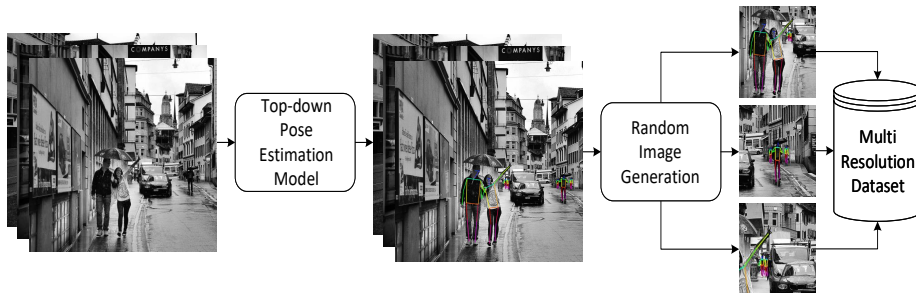 COMPANYS
Top-down
Pose
Estimation
Model
COMPANYS
Random
Image
Generation
Multi
Resolution
Dataset